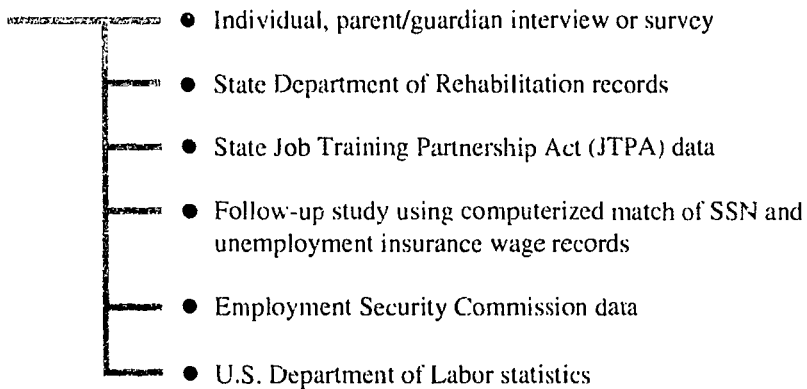 ● Individual, parent/guardian interview or survey
● State Department of Rehabilitation records
● State Job Training Partnership Act (JTPA) data
● Follow-up study using computerized match of SSN and
unemployment insurance wage records
● Employment Security Commission data
● U.S. Department of Labor statistics